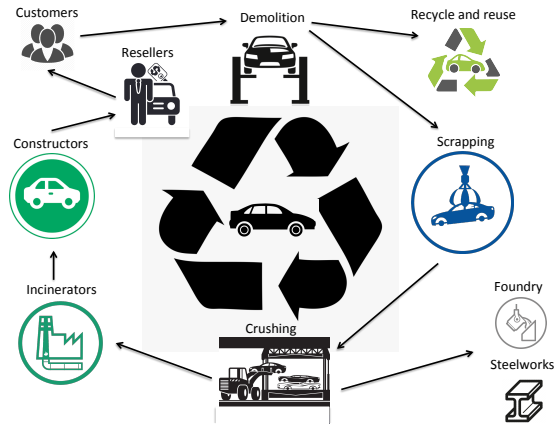 Customers
Demolition
Recycle and reuse
Resellers
Constructors
Scrapping
Incinerators
Foundry
Crushing
Steelworks